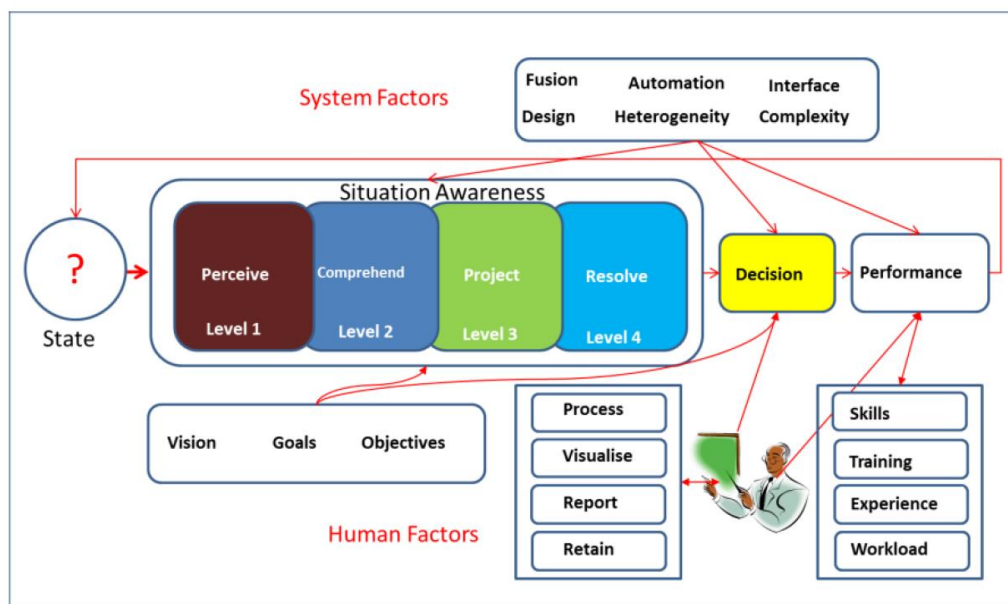 System Factors
Fusion Automation Interface
Design Heterogeneity Complexity
Situation Awareness
?
State
Perceive
Level 1
Comprehend
Level 2
Project
Level 3
Resolve
Level 4
Decision
Performance
Vision Goals Objectives
Human Factors
Process
Visualise
Report
Retain
Skills
Training
Experience
Workload